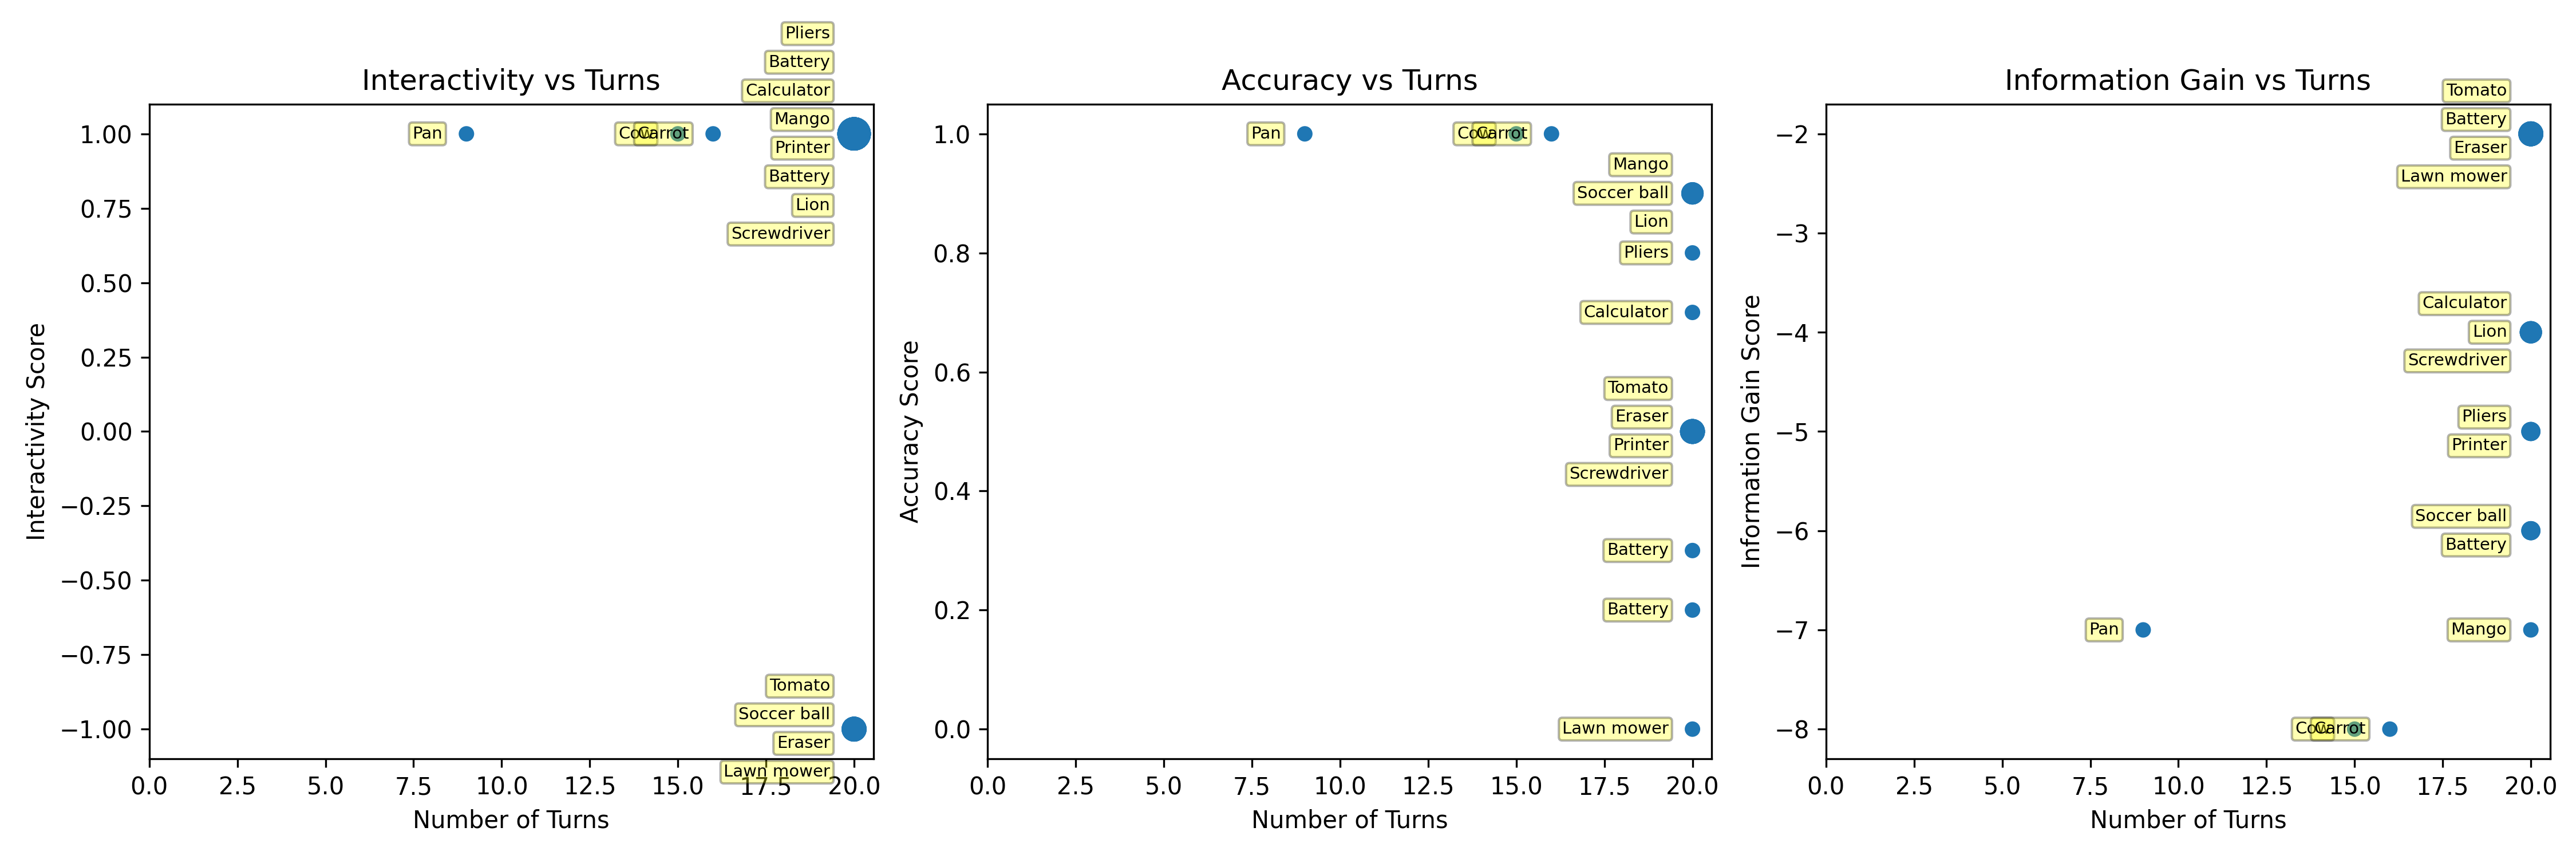 Interactivity vs Turns
Pliers
Battery
Calculator
Mango
Printer
Battery
Lion
Screwdriver
Pan
Cow
Carrot
Tomato
Soccer ball
Eraser
Lawn mower
1.00
0.75
0.50
0.25
0.00
−0.25
−0.50
−0.75
−1.00
Interactivity Score
0.0 2.5 5.0 7.5 10.0 12.5 15.0 17.5 20.0
Number of Turns
Accuracy vs Turns
Pan
Cow
Carrot
Mango
Soccer ball
Lion
Pliers
Calculator
Tomato
Eraser
Printer
Screwdriver
Battery
Battery
Lawn mower
1.0
0.8
0.6
0.4
0.2
0.0
Accuracy Score
0.0 2.5 5.0 7.5 10.0 12.5 15.0 17.5 20.0
Number of Turns
Information Gain vs Turns
Tomato
Battery
Eraser
Lawn mower
Calculator
Lion
Screwdriver
Pliers
Printer
Soccer ball
Battery
Pan
Mango
Cow
Carrot
−2
−3
−4
−5
−6
−7
−8
Information Gain Score
0.0 2.5 5.0 7.5 10.0 12.5 15.0 17.5 20.0
Number of Turns